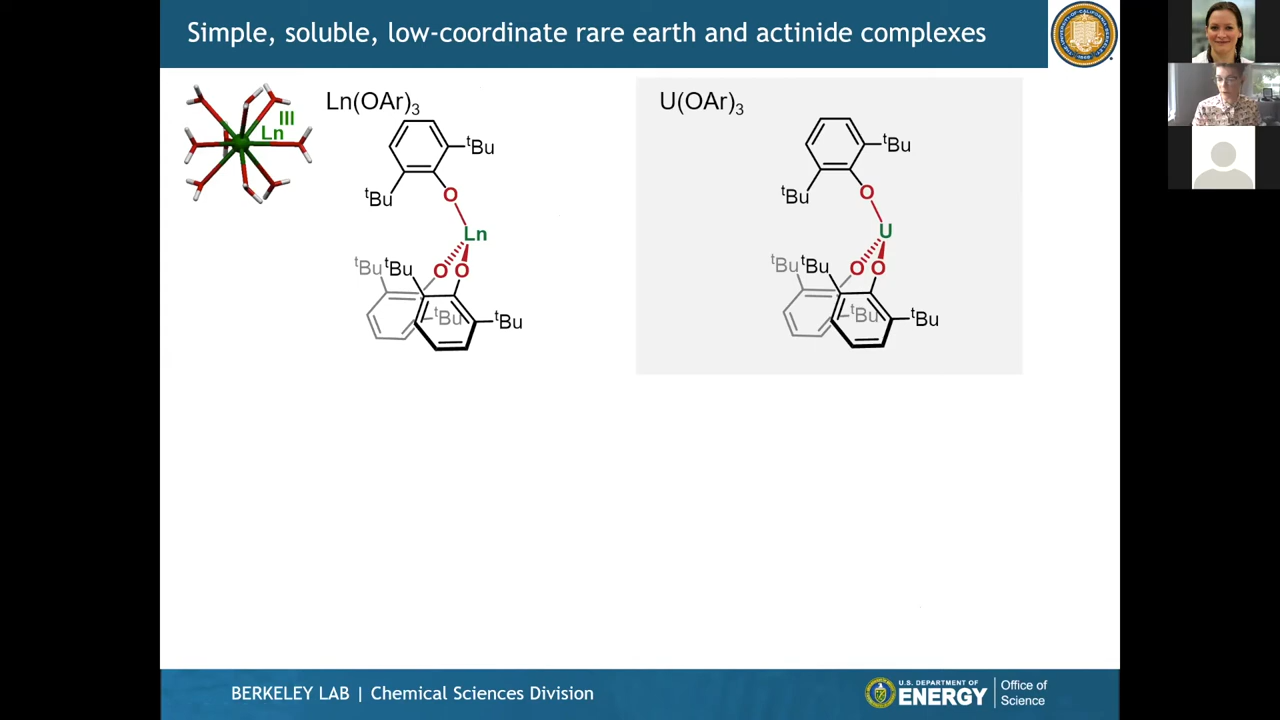 Simple, soluble, low-coordinate rare earth and actinide complexes
Ln(OAr)3
III
Ln
tBu
tBu
O
Ln
tBu
tBu
O
O
tBu
tBu
U(OAr)3
tBu
tBu
O
U
tBu
tBu
O
O
tBu
tBu
BERKELEY LAB | Chemical Sciences Division
U.S. DEPARTMENT OF
ENERGY
Office of
Science